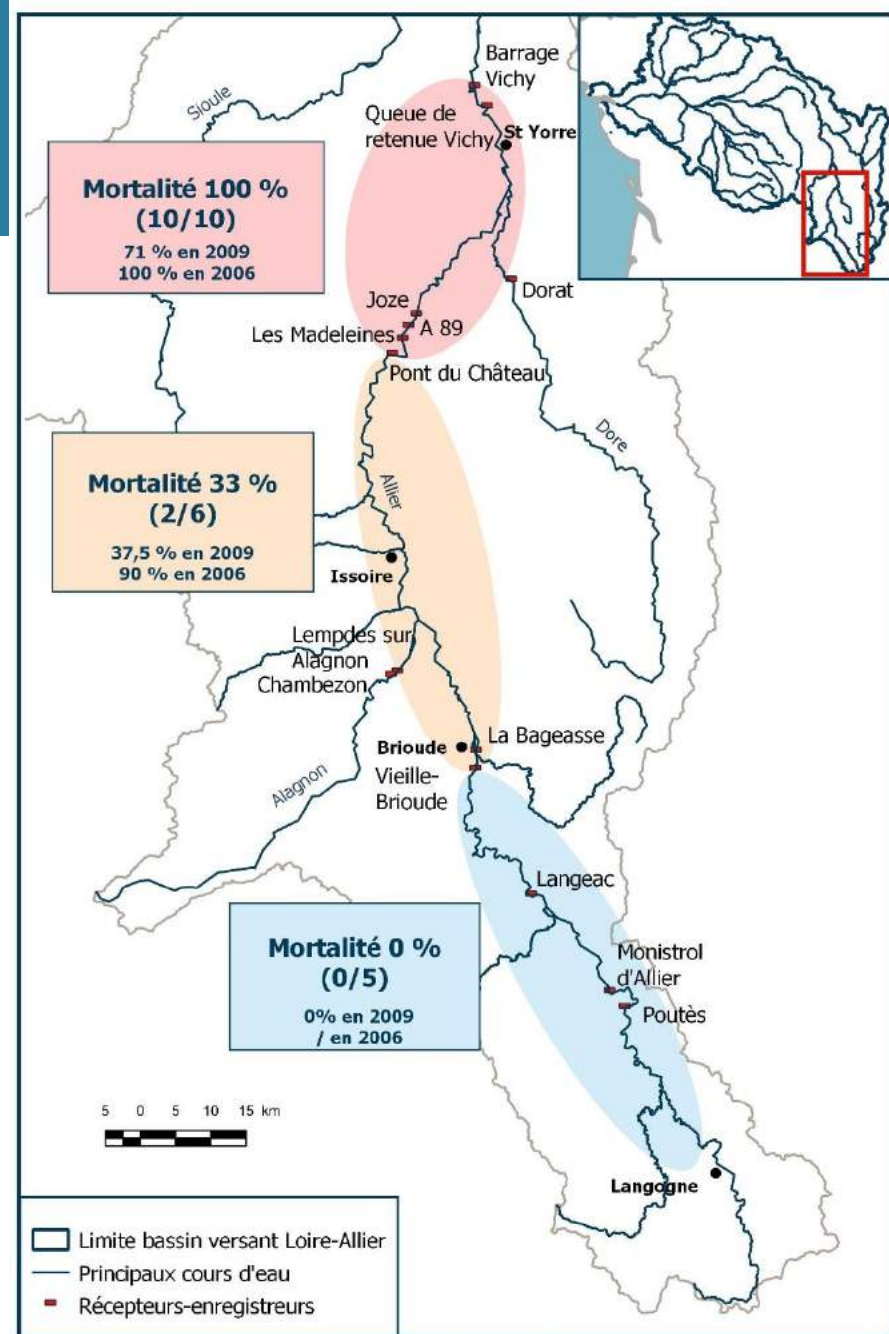 Barrage
Vichy
Sioule
Queue de
retenue Vichy
St Yorre
Mortalité 100 %
(10/10)
71 % en 2009
100 % en 2006
Dorat
Joze
A 89
Les Madeleines
Pont du Château
Dore
Mortalité 33 %
(2/6)
37,5 % en 2009
90 % en 2006
Allier
Issoire
Lempdes sur
Alagnon
Chambezon
La Bageasse
Brioude
Vieille-
Brioude
Alagnon
Langeac
Mortalité 0 %
(0/5)
0% en 2009
/ en 2006
Monistrol
d'Allier
Poutès
5 0 5 10 15 km
Langogne
Limite bassin versant Loire-Allier
Principaux cours d'eau
Récepteurs-enregistreurs